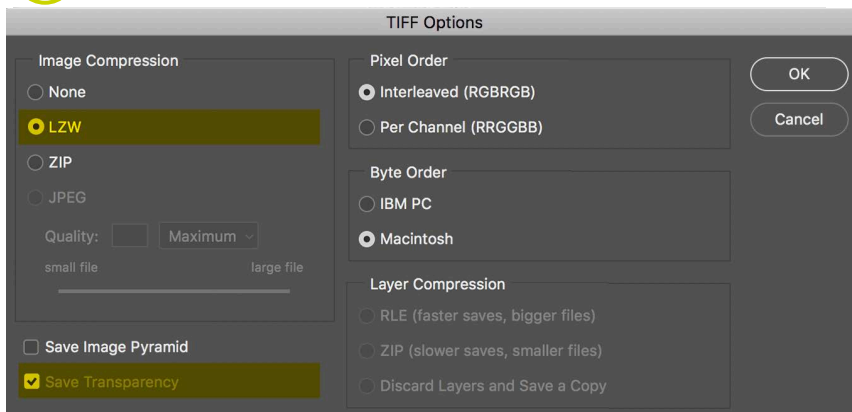 TIFF Options
Image Compression
None
LZW
ZIP
JPEG
Quality:
Maximum
small file
large file
Save Image Pyramid
Save Transparency
Pixel Order
Interleaved (RGBRGB)
Per Channel (RRGGBB)
Byte Order
IBM PC
Macintosh
Layer Compression
RLE (faster saves, bigger files)
ZIP (slower saves, smaller files)
Discard Layers and Save a Copy
OK
Cancel